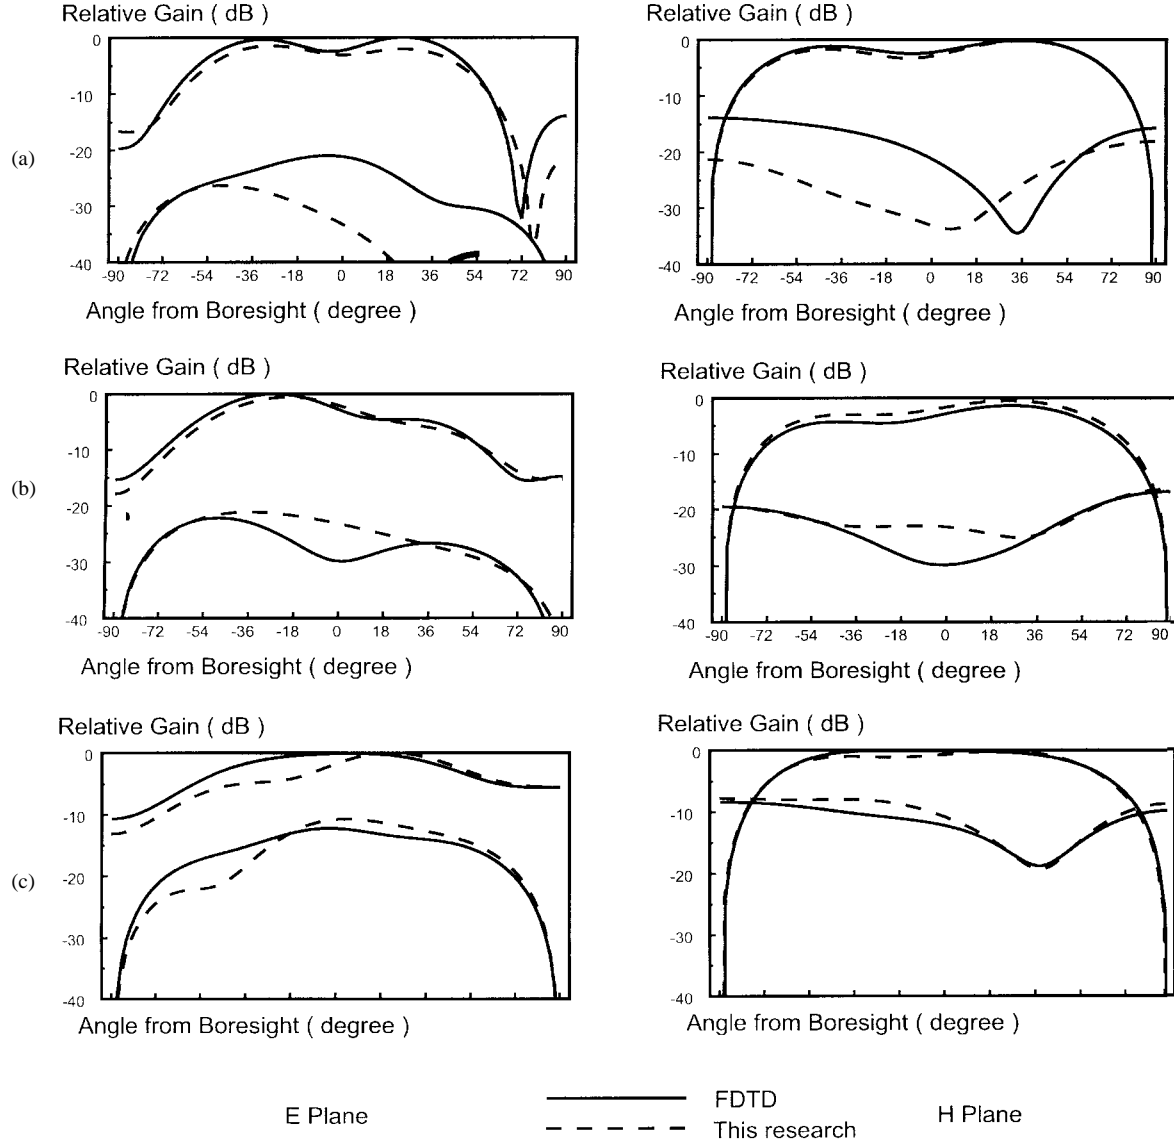 Relative Gain ( dB )
0
-10
-20
-30
-40
-90 -72 -54 -36 -18 0 18 36 54 72 90
Angle from Boresight ( degree )
Relative Gain ( dB )
0
-10
-20
-30
-40
-90 -72 -54 -36 -18 0 18 36 54 72 90
Angle from Boresight ( degree )
(a)
Relative Gain ( dB )
0
-10
-20
-30
-40
-90 -72 -54 -36 -18 0 18 36 54 72 90
Angle from Boresight ( degree )
Relative Gain ( dB )
0
-10
-20
-30
-40
-90 -72 -54 -36 -18 0 18 36 54 72 90
Angle from Boresight ( degree )
(b)
Relative Gain ( dB )
0
-10
-20
-30
-40
Angle from Boresight ( degree )
Relative Gain ( dB )
0
-10
-20
-30
-40
Angle from Boresight ( degree )
(c)
E Plane
FDTD
This research
H Plane